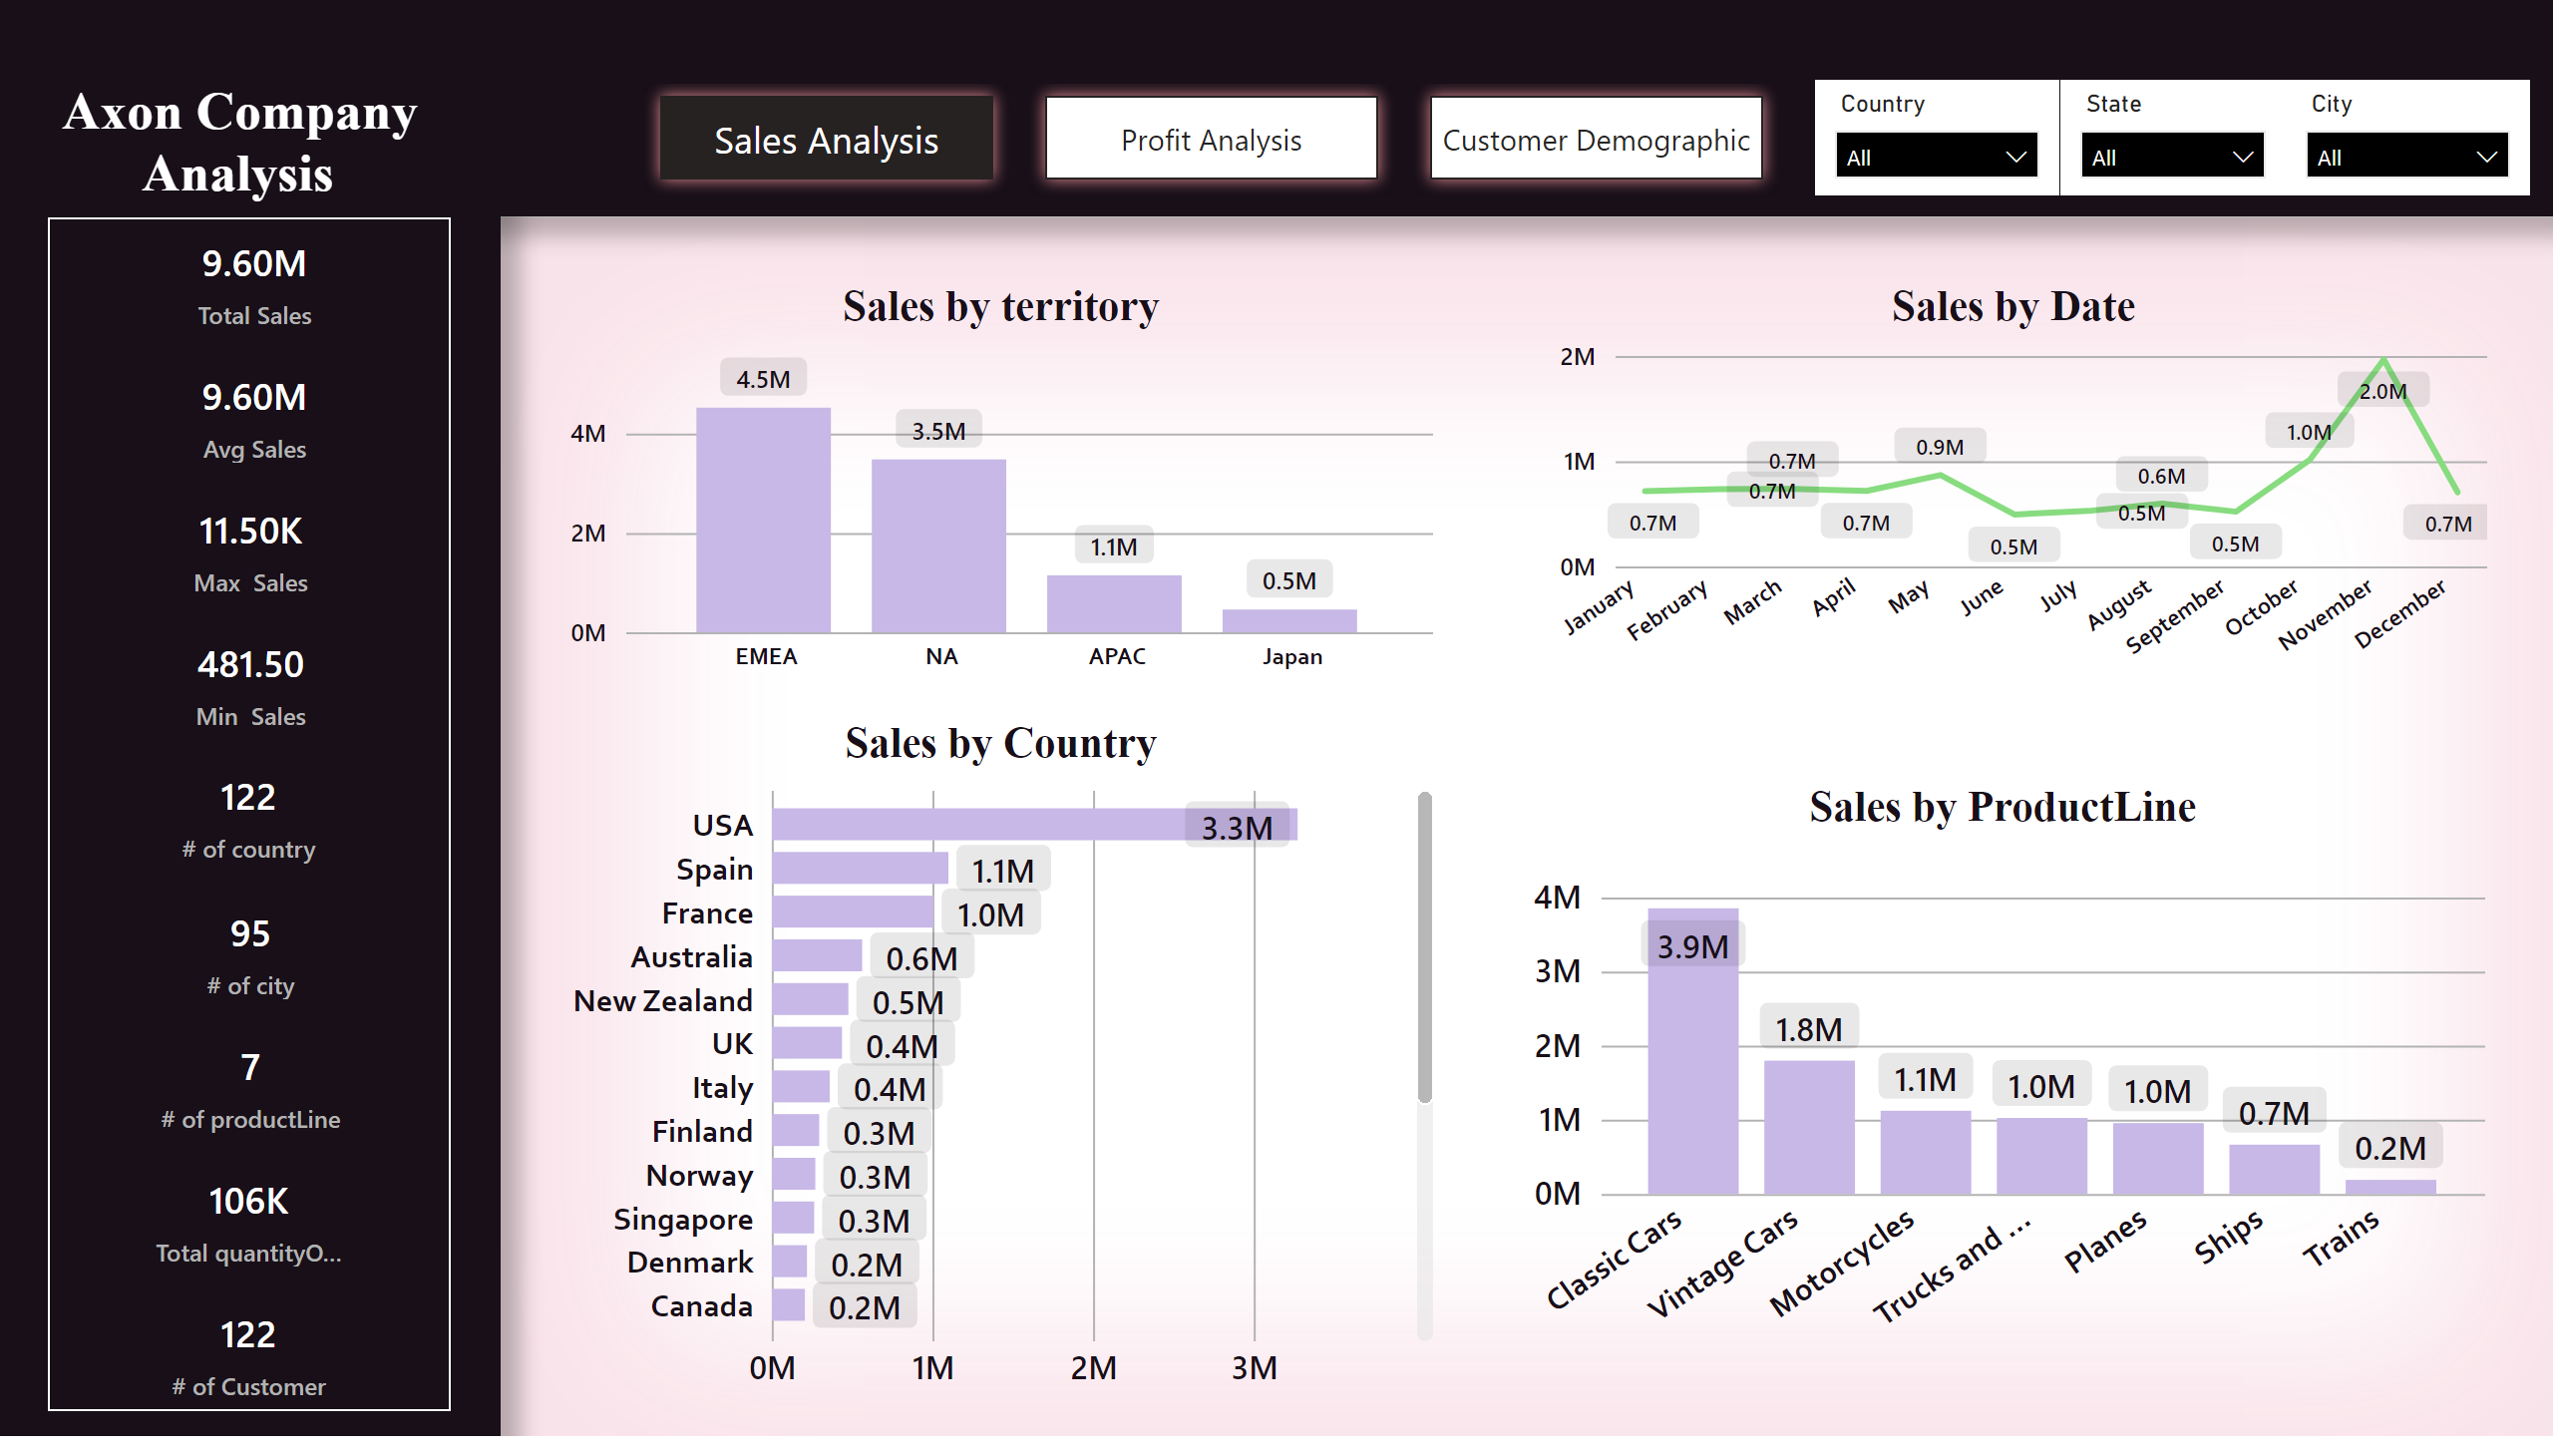 Axon Company
Analysis
Sales Analysis
Profit Analysis
Customer Demographic
Country
State
City
All
All
All
9.60M
Total Sales
9.60M
Avg Sales
11.50K
Max Sales
481.50
Min Sales
122
# of country
95
# of city
7
# of productLine
106K
Total quantityO...
122
# of Customer
Sales by territory
4M
2M
0M
4.5M
3.5M
1.1M
0.5M
EMEA
NA
APAC
Japan
Sales by Date
2M
1M
0M
0.7M
0.7M
0.7M
0.7M
0.9M
0.5M
0.5M
0.6M
0.5M
1.0M
2.0M
0.7M
January
February
March
April
May
June
July
August
September
October
November
December
Sales by Country
USA 3.3M
Spain 1.1M
France 1.0M
Australia 0.6M
New Zealand 0.5M
UK 0.4M
Italy 0.4M
Finland 0.3M
Norway 0.3M
Singapore 0.3M
Denmark 0.2M
Canada 0.2M
0M 1M 2M 3M
Sales by ProductLine
4M
3M
2M
1M
0M
3.9M
1.8M
1.1M
1.0M
1.0M
0.7M
0.2M
Classic Cars
Vintage Cars
Motorcycles
Trucks and ...
Planes
Ships
Trains